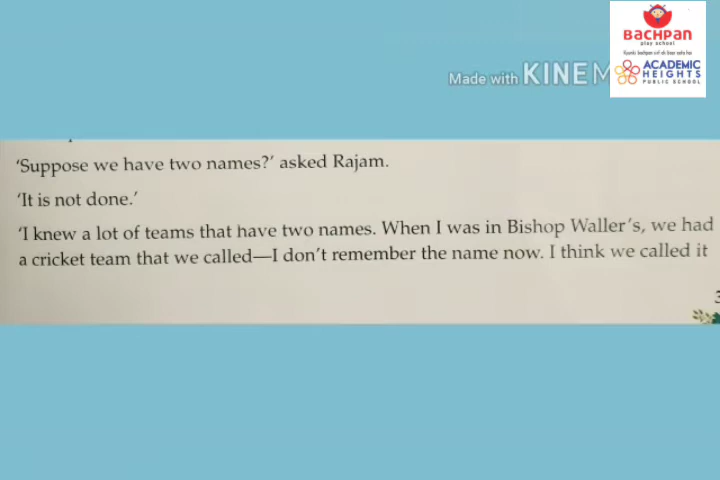 BACHPAN
play school
Made with KINEM
ACADEMIC
HEIGHTS
PUBLIC SCHOOL
‘Suppose we have two names?’ asked Rajam.
‘It is not done.’
‘I knew a lot of teams that have two names. When I was in Bishop Waller’s, we had
a cricket team that we called—I don’t remember the name now. I think we called it